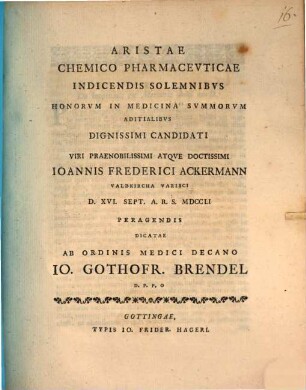 16.
ARISTAE
CHEMICO PHARMACEVTICAE
INDICENDIS SOLEMNIBVS
HONORVM IN MEDICINA SVMMORVM
ADITIALIBVS
DIGNISSIMI CANDIDATI
VIRI PRAENOBILISSIMI ATQVE DOCTISSIMI
IOANNIS FREDERICI ACKERMANN
VALDKIRCHA VARISCI
D. XVI. SEPT. A. R. S. MDCCLI
PERAGENDIS
DICATAE
AB ORDINIS MEDICI DECANO
IO. GOTHOFR. BRENDEL
D. P. P. O
GOTTINGAE,
TYPIS IO. FRIDER. HAGERI.